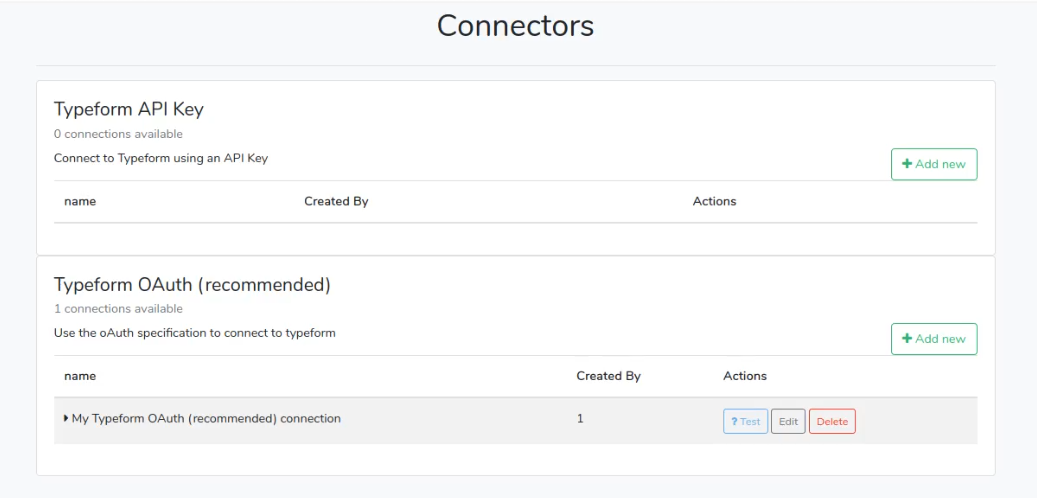 Connectors
Typeform API Key
0 connections available
Connect to Typeform using an API Key
Add new
name Created By Actions
Typeform OAuth (recommended)
1 connections available
Use the oAuth specification to connect to typeform
Add new
name Created By Actions
My Typeform OAuth (recommended) connection 1 ? Test Edit Delete